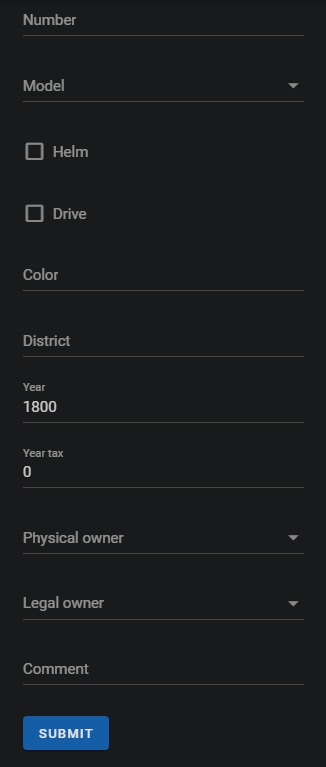 Number
Model
Helm
Drive
Color
District
Year
1800
Year tax
0
Physical owner
Legal owner
Comment
SUBMIT